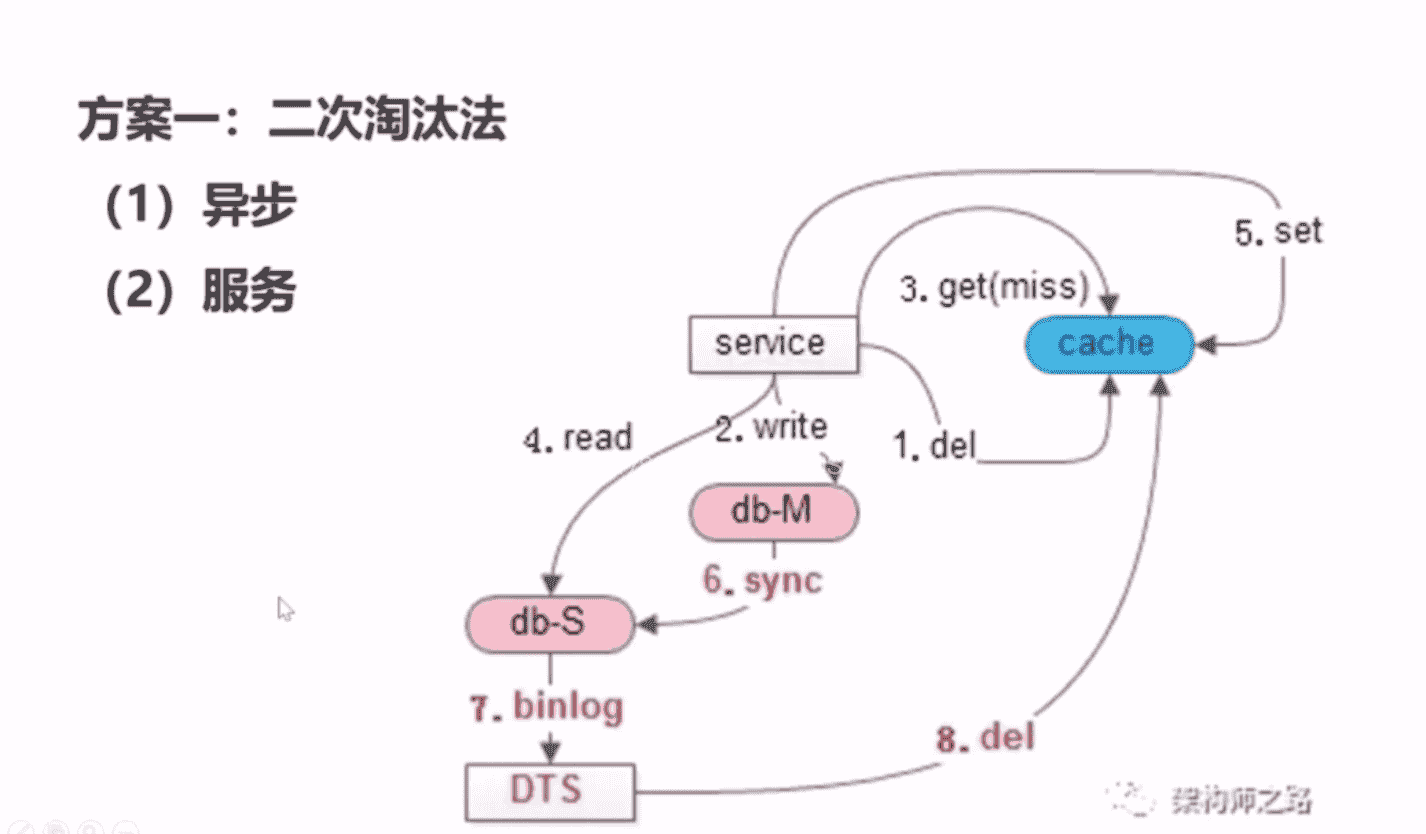 方案一：二次淘汰法
（1）异步
（2）服务
5. set
3. get(miss)
service
cache
4. read
2. write
1. del
db-M
6. sync
db-S
7. binlog
8. del
DTS
架构师之路